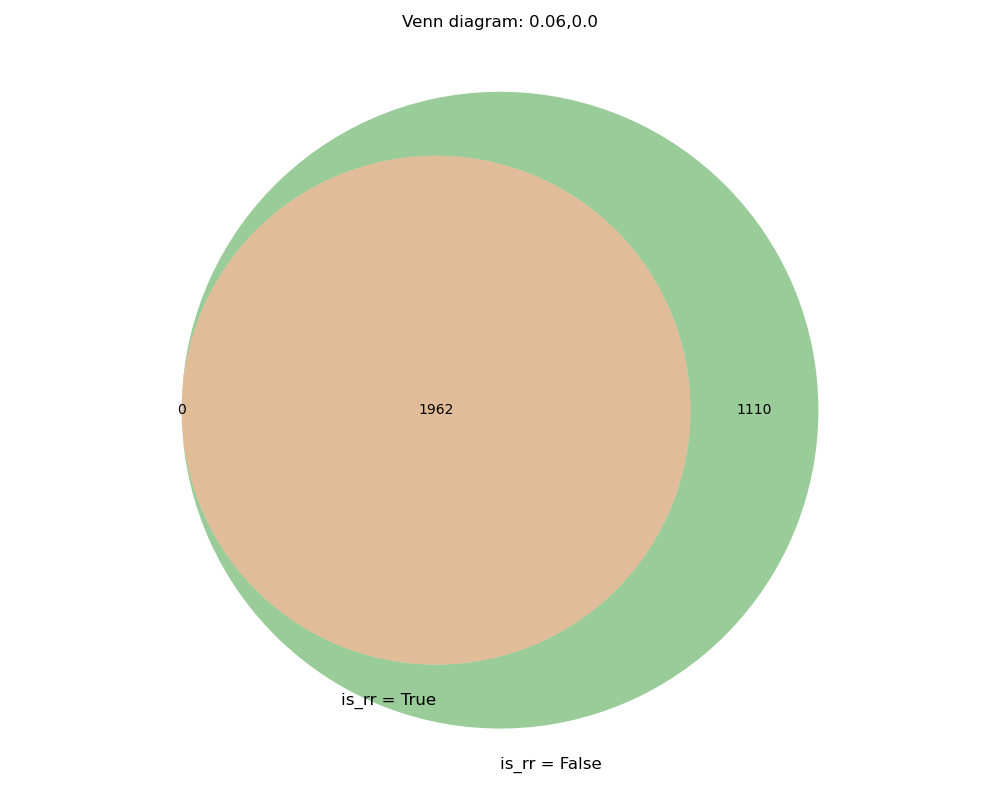 Venn diagram: 0.06,0.0
0
1962
1110
is_rr = True
is_rr = False